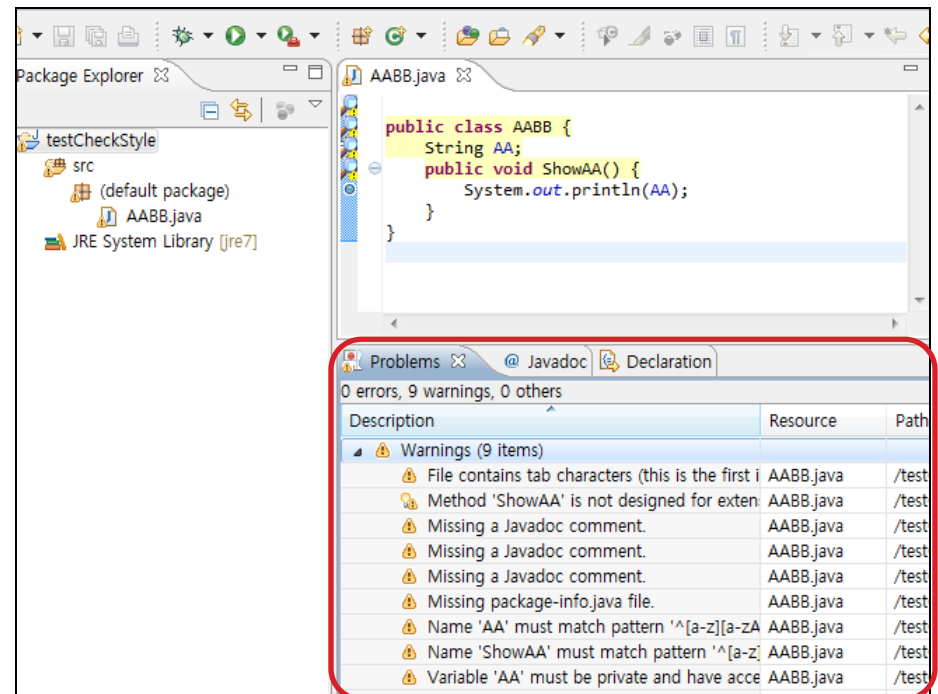 Package Explorer
testCheckStyle
src
(default package)
AABB.java
JRE System Library [jre7]
AABB.java
public class AABB {
String AA;
public void ShowAA() {
System.out.println(AA);
}
}
Problems @ Javadoc Declaration
0 errors, 9 warnings, 0 others
Description Resource Path
Warnings (9 items)
File contains tab characters (this is the first i AABB.java /test
Method 'ShowAA' is not designed for exten AABB.java /test
Missing a Javadoc comment. AABB.java /test
Missing a Javadoc comment. AABB.java /test
Missing a Javadoc comment. AABB.java /test
Missing package-info.java file. AABB.java /test
Name 'AA' must match pattern '^[a-z][a-zA AABB.java /test
Name 'ShowAA' must match pattern '^[a-z] AABB.java /test
Variable 'AA' must be private and have acce AABB.java /test